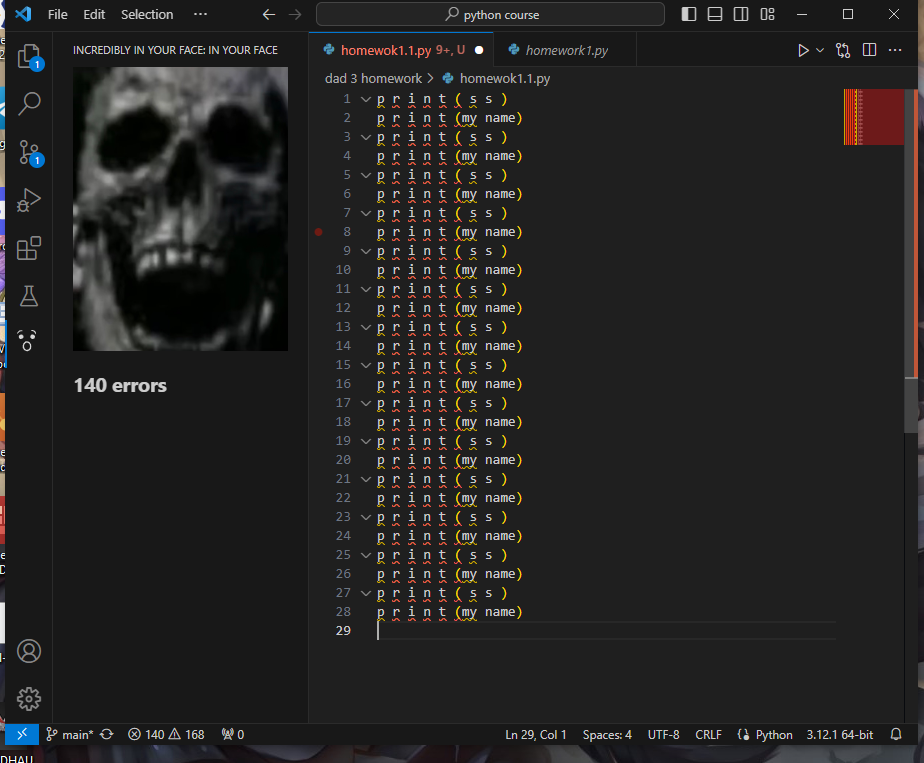 File Edit Selection ··· python course
INCREDIBLY IN YOUR FACE: IN YOUR FACE
homewok1.1.py 9+, U homework1.py
dad 3 homework > homewok1.1.py
1 p r i n t ( s s )
2 p r i n t (my name)
3 p r i n t ( s s )
4 p r i n t (my name)
5 p r i n t ( s s )
6 p r i n t (my name)
7 p r i n t ( s s )
8 p r i n t (my name)
9 p r i n t ( s s )
10 p r i n t (my name)
11 p r i n t ( s s )
12 p r i n t (my name)
13 p r i n t ( s s )
14 p r i n t (my name)
15 p r i n t ( s s )
16 p r i n t (my name)
17 p r i n t ( s s )
18 p r i n t (my name)
19 p r i n t ( s s )
20 p r i n t (my name)
21 p r i n t ( s s )
22 p r i n t (my name)
23 p r i n t ( s s )
24 p r i n t (my name)
25 p r i n t ( s s )
26 p r i n t (my name)
27 p r i n t ( s s )
28 p r i n t (my name)
29
1
1
140 errors
main* 140 168 0 Ln 29, Col 1 Spaces: 4 UTF-8 CRLF Python 3.12.1 64-bit
DHAU